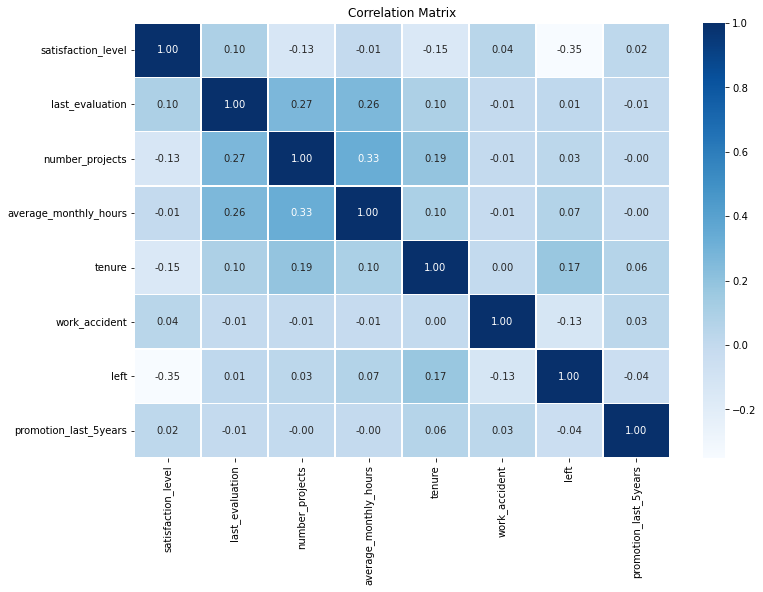 Correlation Matrix
satisfaction_level 1.00 0.10 -0.13 -0.01 -0.15 0.04 -0.35 0.02
last_evaluation 0.10 1.00 0.27 0.26 0.10 -0.01 0.01 -0.01
number_projects -0.13 0.27 1.00 0.33 0.19 -0.01 0.03 -0.00
average_monthly_hours -0.01 0.26 0.33 1.00 0.10 -0.01 0.07 -0.00
tenure -0.15 0.10 0.19 0.10 1.00 0.00 0.17 0.06
work_accident 0.04 -0.01 -0.01 -0.01 0.00 1.00 -0.13 0.03
left -0.35 0.01 0.03 0.07 0.17 -0.13 1.00 -0.04
promotion_last_5years 0.02 -0.01 -0.00 -0.00 0.06 0.03 -0.04 1.00
satisfaction_level
last_evaluation
number_projects
average_monthly_hours
tenure
work_accident
left
promotion_last_5years
1.0
0.8
0.6
0.4
0.2
0.0
−0.2